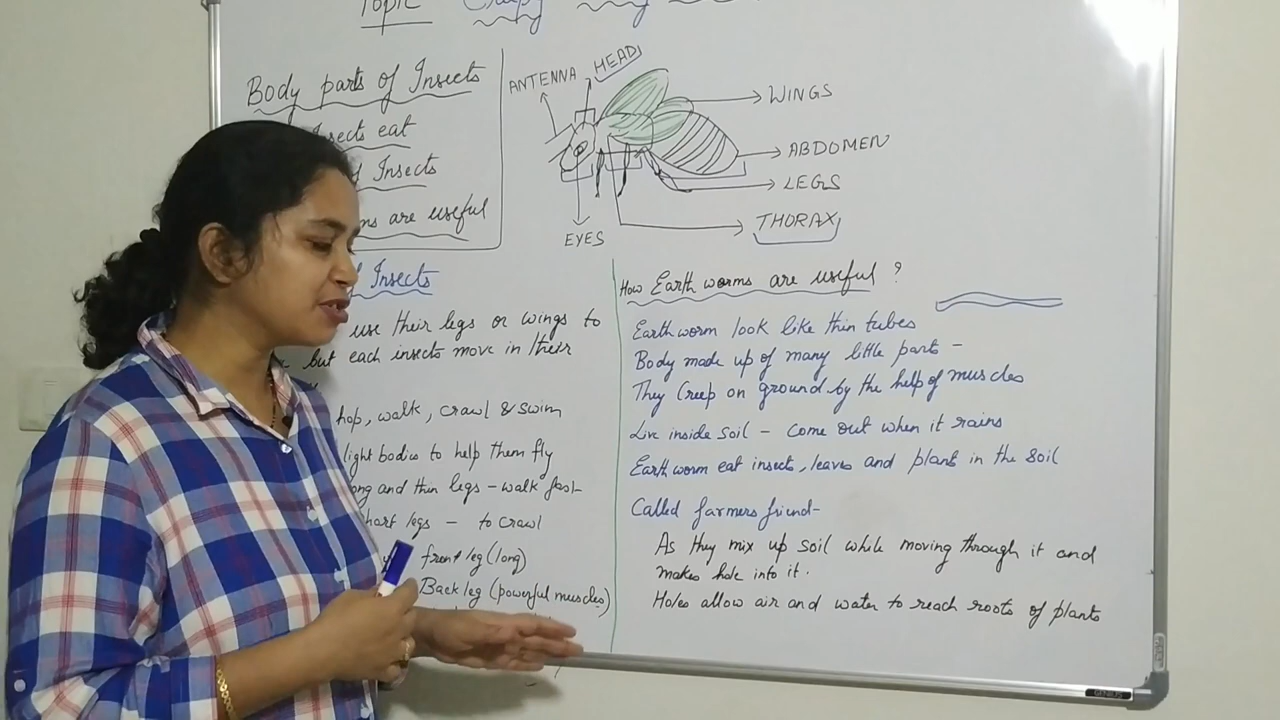 Topic Creepy
Body parts of Insects
Insects eat
Insects
are useful
ANTENNA
HEAD
WINGS
ABDOMEN
LEGS
THORAX
EYES
Insects
use their legs or wings to
but each insects move in their
hop, walk, crawl & swim
light bodies to help them fly
long and thin legs - walk fast
short legs - to crawl
front leg (long)
Back leg (powerful muscles)
How Earth worms are useful ?
Earth worm look like thin tubes
Body made up of many little parts -
They Creep on ground by the help of muscles
Live inside soil - come out when it rains
Earth worm eat insects, leaves and plants in the soil
Called farmers friend-
As they mix up soil while moving through it and
makes hole into it.
Holes allow air and water to reach roots of plants
GENIUS